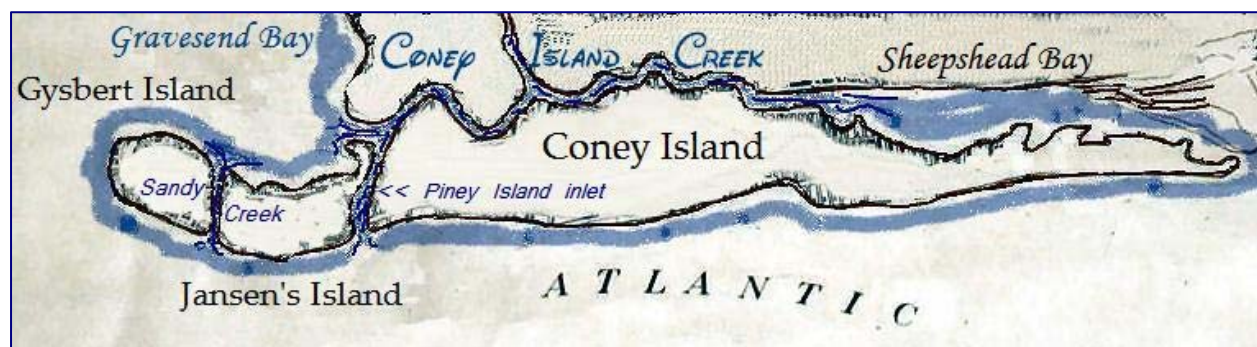 Gravesend Bay
CONEY ISLAND CREEK
Sheepshead Bay
Gysbert Island
Coney Island
Sandy
Creek
<< Piney Island inlet
Jansen's Island
ATLANTIC